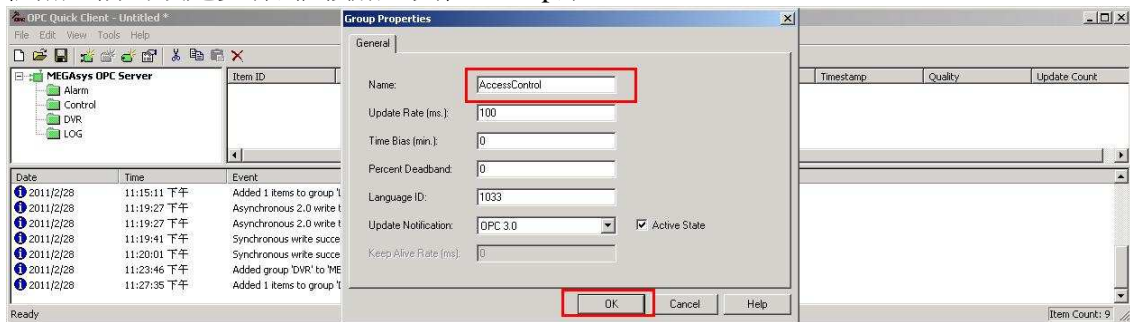 OPC Quick Client - Untitled *
File Edit View Tools Help
MEGAsys OPC Server
Alarm
Control
DVR
LOG
Item ID
Timestamp Quality Update Count
Group Properties
General
Name: AccessControl
Update Rate (ms.): 100
Time Bias (min.): 0
Percent Deadband: 0
Language ID: 1033
Update Notification: OPC 3.0 Active State
Keep Alive Rate (ms): 0
OK Cancel Help
Date Time Event
2011/2/28 11:15:11 下午 Added 1 items to group
2011/2/28 11:19:27 下午 Asynchronous 2.0 write
2011/2/28 11:19:27 下午 Asynchronous 2.0 write
2011/2/28 11:19:41 下午 Synchronous write succe
2011/2/28 11:20:01 下午 Synchronous write succe
2011/2/28 11:23:46 下午 Added group 'DVR' to 'ME
2011/2/28 11:27:35 下午 Added 1 items to group
Ready
Item Count: 9